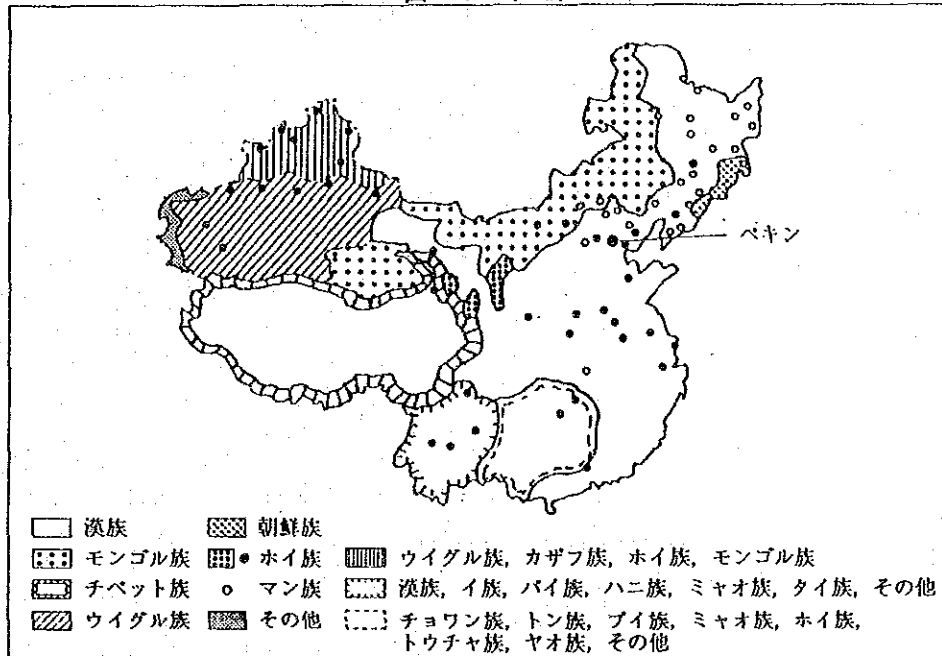 ペキン
漢族 朝鮮族
モンゴル族 ホイ族 ウイグル族, カザフ族, ホイ族, モンゴル族
チベット族 マン族 漢族, イ族, パイ族, ハニ族, ミャオ族, タイ族, その他
ウイグル族 その他 チョワン族, トン族, プイ族, ミャオ族, ホイ族,
トウチャ族, ヤオ族, その他